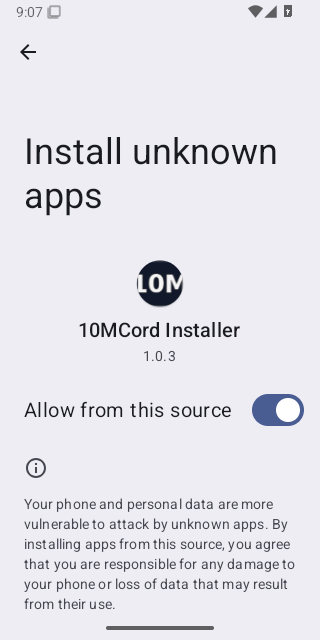 9:07
Install unknown
apps
10M
10MCord Installer
1.0.3
Allow from this source
Your phone and personal data are more
vulnerable to attack by unknown apps. By
installing apps from this source, you agree
that you are responsible for any damage to
your phone or loss of data that may result
from their use.